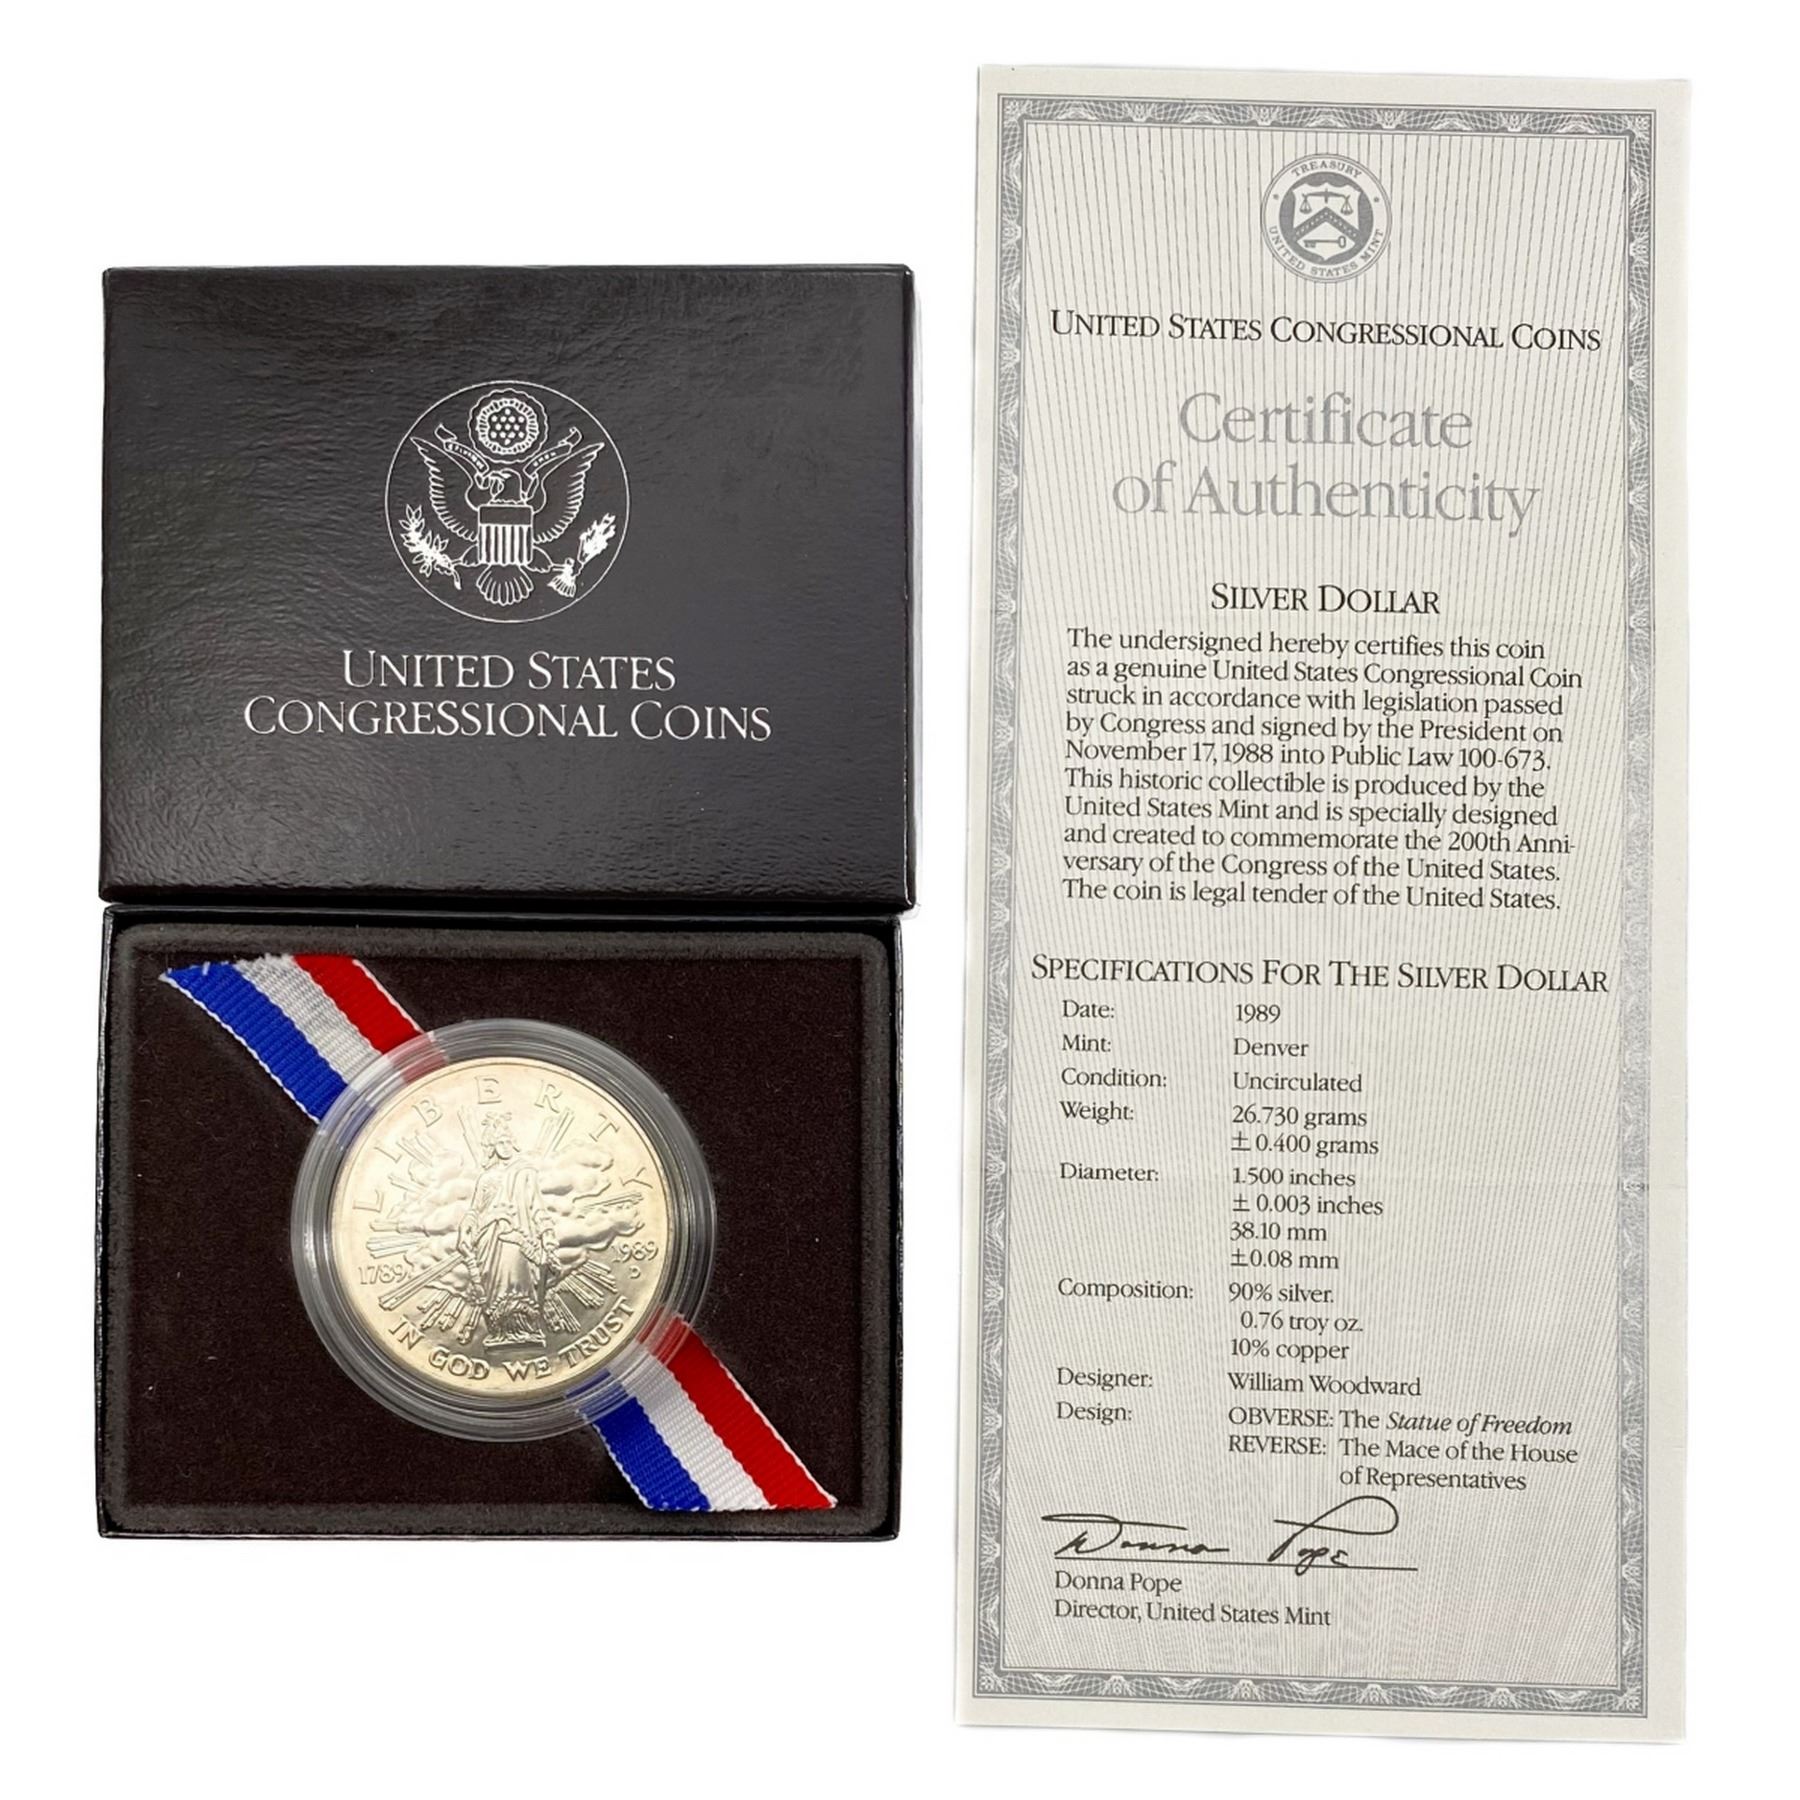 UNITED STATES
CONGRESSIONAL COINS
LIBERTY
1789
1989
D
IN GOD WE TRUST
TREASURY
UNITED STATES MINT
UNITED STATES CONGRESSIONAL COINS
Certificate
of Authenticity
SILVER DOLLAR
The undersigned hereby certifies this coin
as a genuine United States Congressional Coin
struck in accordance with legislation passed
by Congress and signed by the President on
November 17, 1988 into Public Law 100-673.
This historic collectible is produced by the
United States Mint and is specially designed
and created to commemorate the 200th Anni-
versary of the Congress of the United States.
The coin is legal tender of the United States.
SPECIFICATIONS FOR THE SILVER DOLLAR
Date: 1989
Mint: Denver
Condition: Uncirculated
Weight: 26.730 grams
± 0.400 grams
Diameter: 1.500 inches
± 0.003 inches
38.10 mm
±0.08 mm
Composition: 90% silver.
0.76 troy oz.
10% copper
Designer: William Woodward
Design: OBVERSE: The Statue of Freedom
REVERSE: The Mace of the House
of Representatives
Donna Pope
Donna Pope
Director, United States Mint